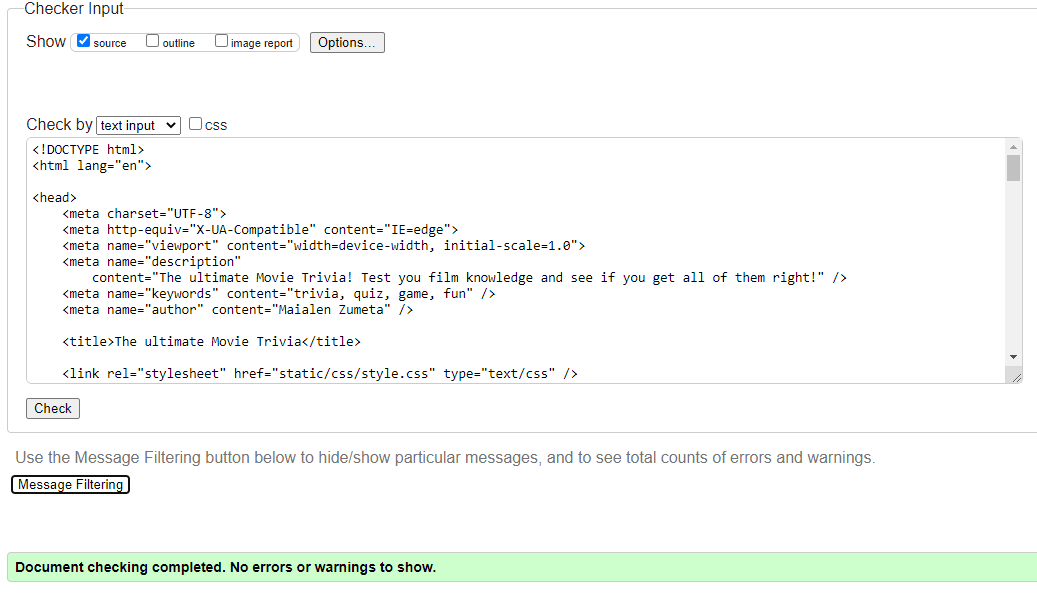 Checker Input
Show source outline image report Options...
Check by text input css
<!DOCTYPE html>
<html lang="en">
<head>
<meta charset="UTF-8">
<meta http-equiv="X-UA-Compatible" content="IE=edge">
<meta name="viewport" content="width=device-width, initial-scale=1.0">
<meta name="description"
content="The ultimate Movie Trivia! Test you film knowledge and see if you get all of them right!" />
<meta name="keywords" content="trivia, quiz, game, fun" />
<meta name="author" content="Maialen Zumeta" />
<title>The ultimate Movie Trivia</title>
<link rel="stylesheet" href="static/css/style.css" type="text/css" />
Check
Use the Message Filtering button below to hide/show particular messages, and to see total counts of errors and warnings.
Message Filtering
Document checking completed. No errors or warnings to show.